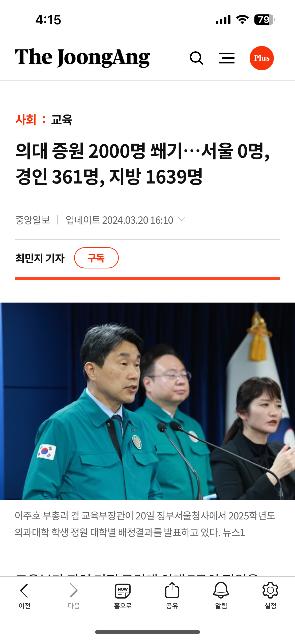 4:15
79
The JoongAng
Plus
사회 : 교육
의대 증원 2000명 쐐기…서울 0명,
경인 361명, 지방 1639명
중앙일보 | 업데이트 2024.03.20 16:10
최민지 기자 구독
이주호 부총리 겸 교육부장관이 20일 정부서울청사에서 2025학년도
의과대학 학생 정원 대학별 배정결과를 발표하고 있다. 뉴스1
이전 다음 홈으로 공유 알림 설정